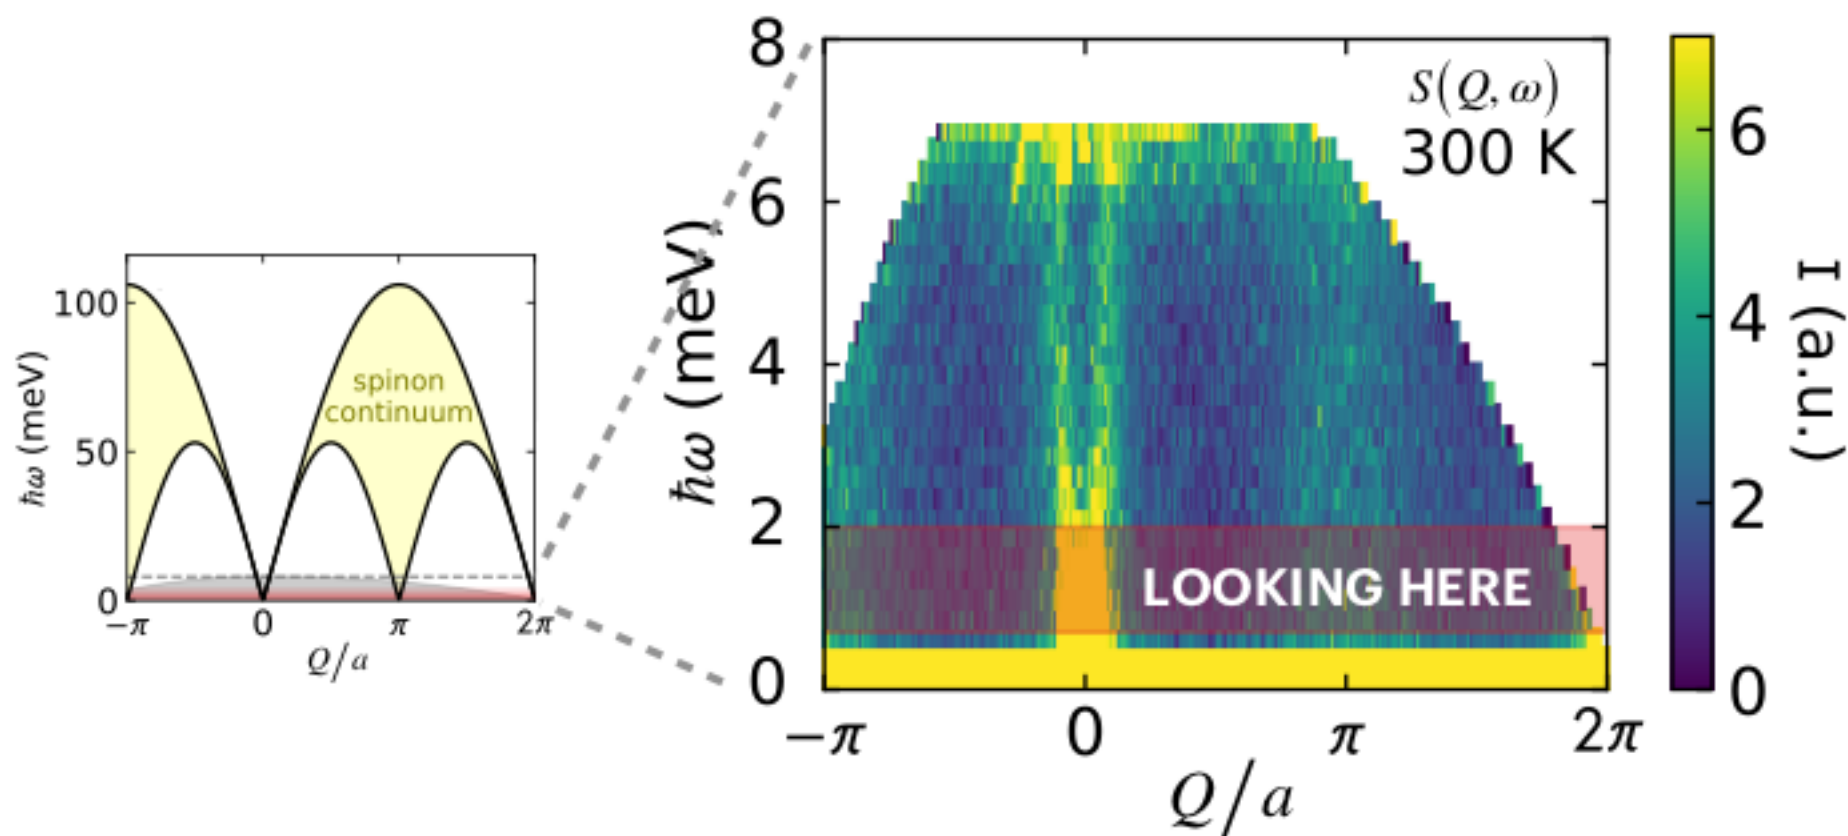 ħω (meV)
100
50
0
spinon
continuum
−π
0
π
2π
Q/a
ħω (meV)
8
6
4
2
0
S(Q, ω)
300 K
LOOKING HERE
−π
0
π
2π
Q/a
6
4
2
0
I (a.u.)